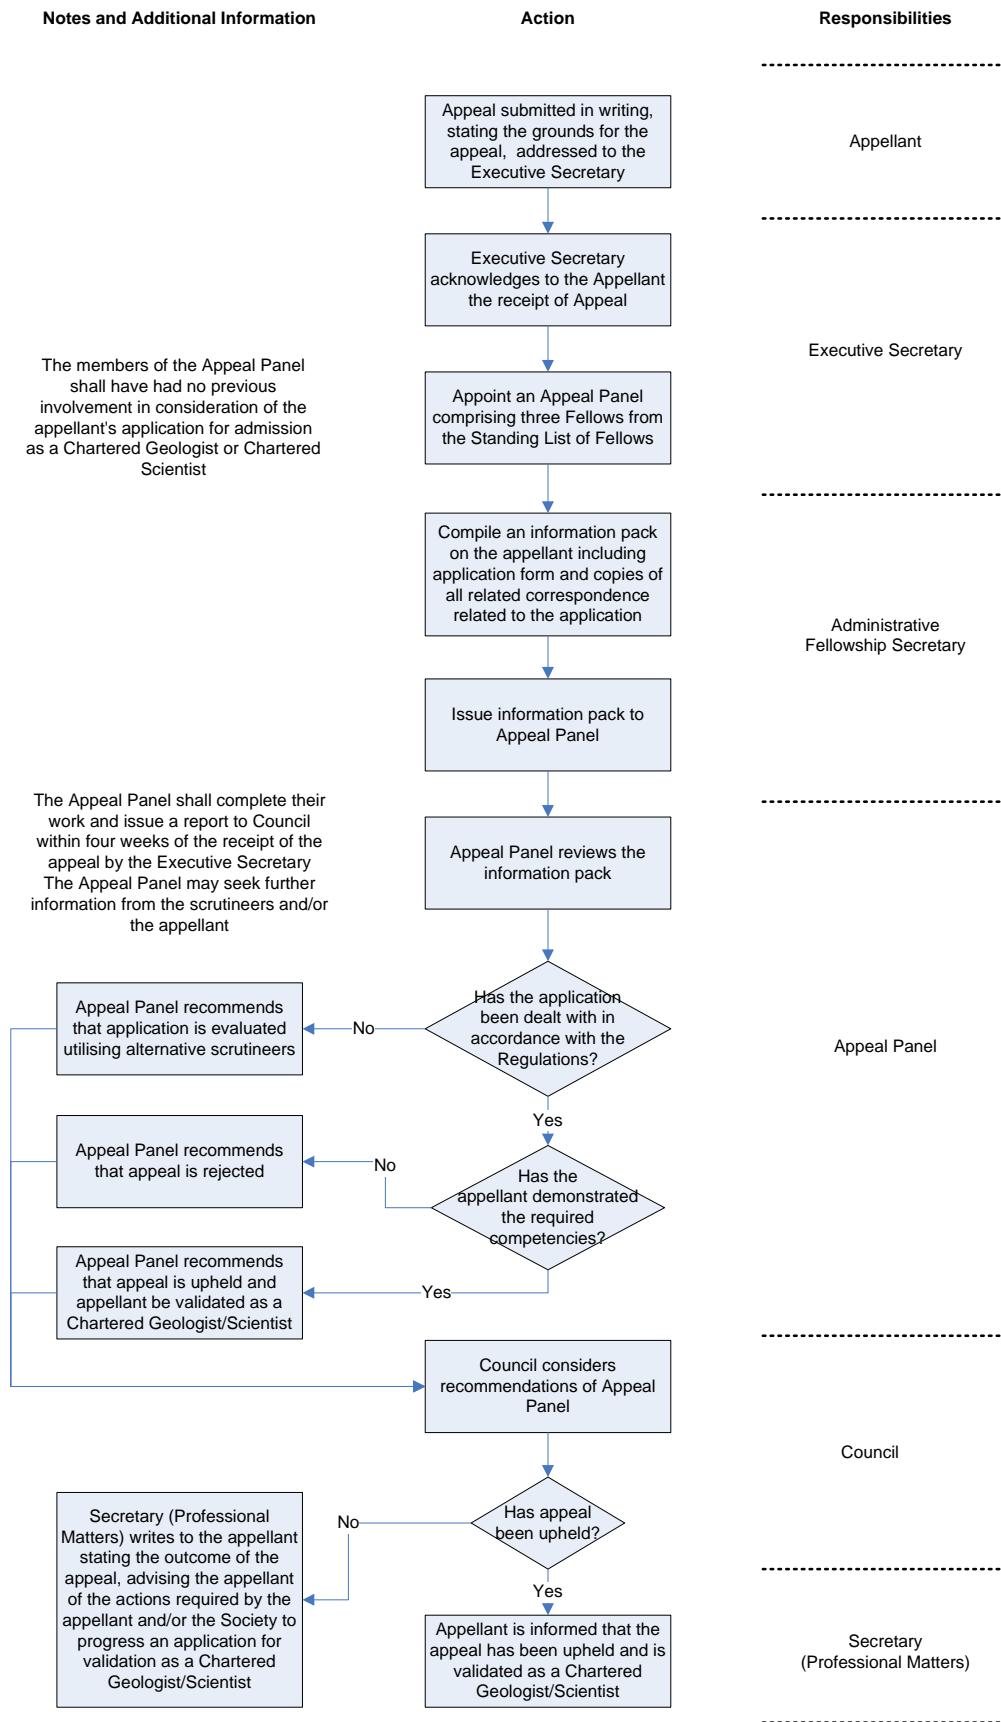 Notes and Additional Information
Action
Responsibilities
Appeal submitted in writing,
stating the grounds for the
appeal, addressed to the
Executive Secretary
Appellant
Executive Secretary
acknowledges to the Appellant
the receipt of Appeal
Executive Secretary
The members of the Appeal Panel
shall have had no previous
involvement in consideration of the
appellant's application for admission
as a Chartered Geologist or Chartered
Scientist
Appoint an Appeal Panel
comprising three Fellows from
the Standing List of Fellows
Compile an information pack
on the appellant including
application form and copies of
all related correspondence
related to the application
Administrative
Fellowship Secretary
Issue information pack to
Appeal Panel
The Appeal Panel shall complete their
work and issue a report to Council
within four weeks of the receipt of the
appeal by the Executive Secretary
The Appeal Panel may seek further
information from the scrutineers and/or
the appellant
Appeal Panel reviews the
information pack
Has the application
been dealt with in
accordance with the
Regulations?
No
Appeal Panel recommends
that application is evaluated
utilising alternative scrutineers
Appeal Panel
Yes
Has the
appellant demonstrated
the required
competencies?
No
Appeal Panel recommends
that appeal is rejected
Yes
Appeal Panel recommends
that appeal is upheld and
appellant be validated as a
Chartered Geologist/Scientist
Council considers
recommendations of Appeal
Panel
Council
Has appeal
been upheld?
No
Secretary (Professional
Matters) writes to the appellant
stating the outcome of the
appeal, advising the appellant
of the actions required by the
appellant and/or the Society to
progress an application for
validation as a Chartered
Geologist/Scientist
Yes
Appellant is informed that the
appeal has been upheld and is
validated as a Chartered
Geologist/Scientist
Secretary
(Professional Matters)